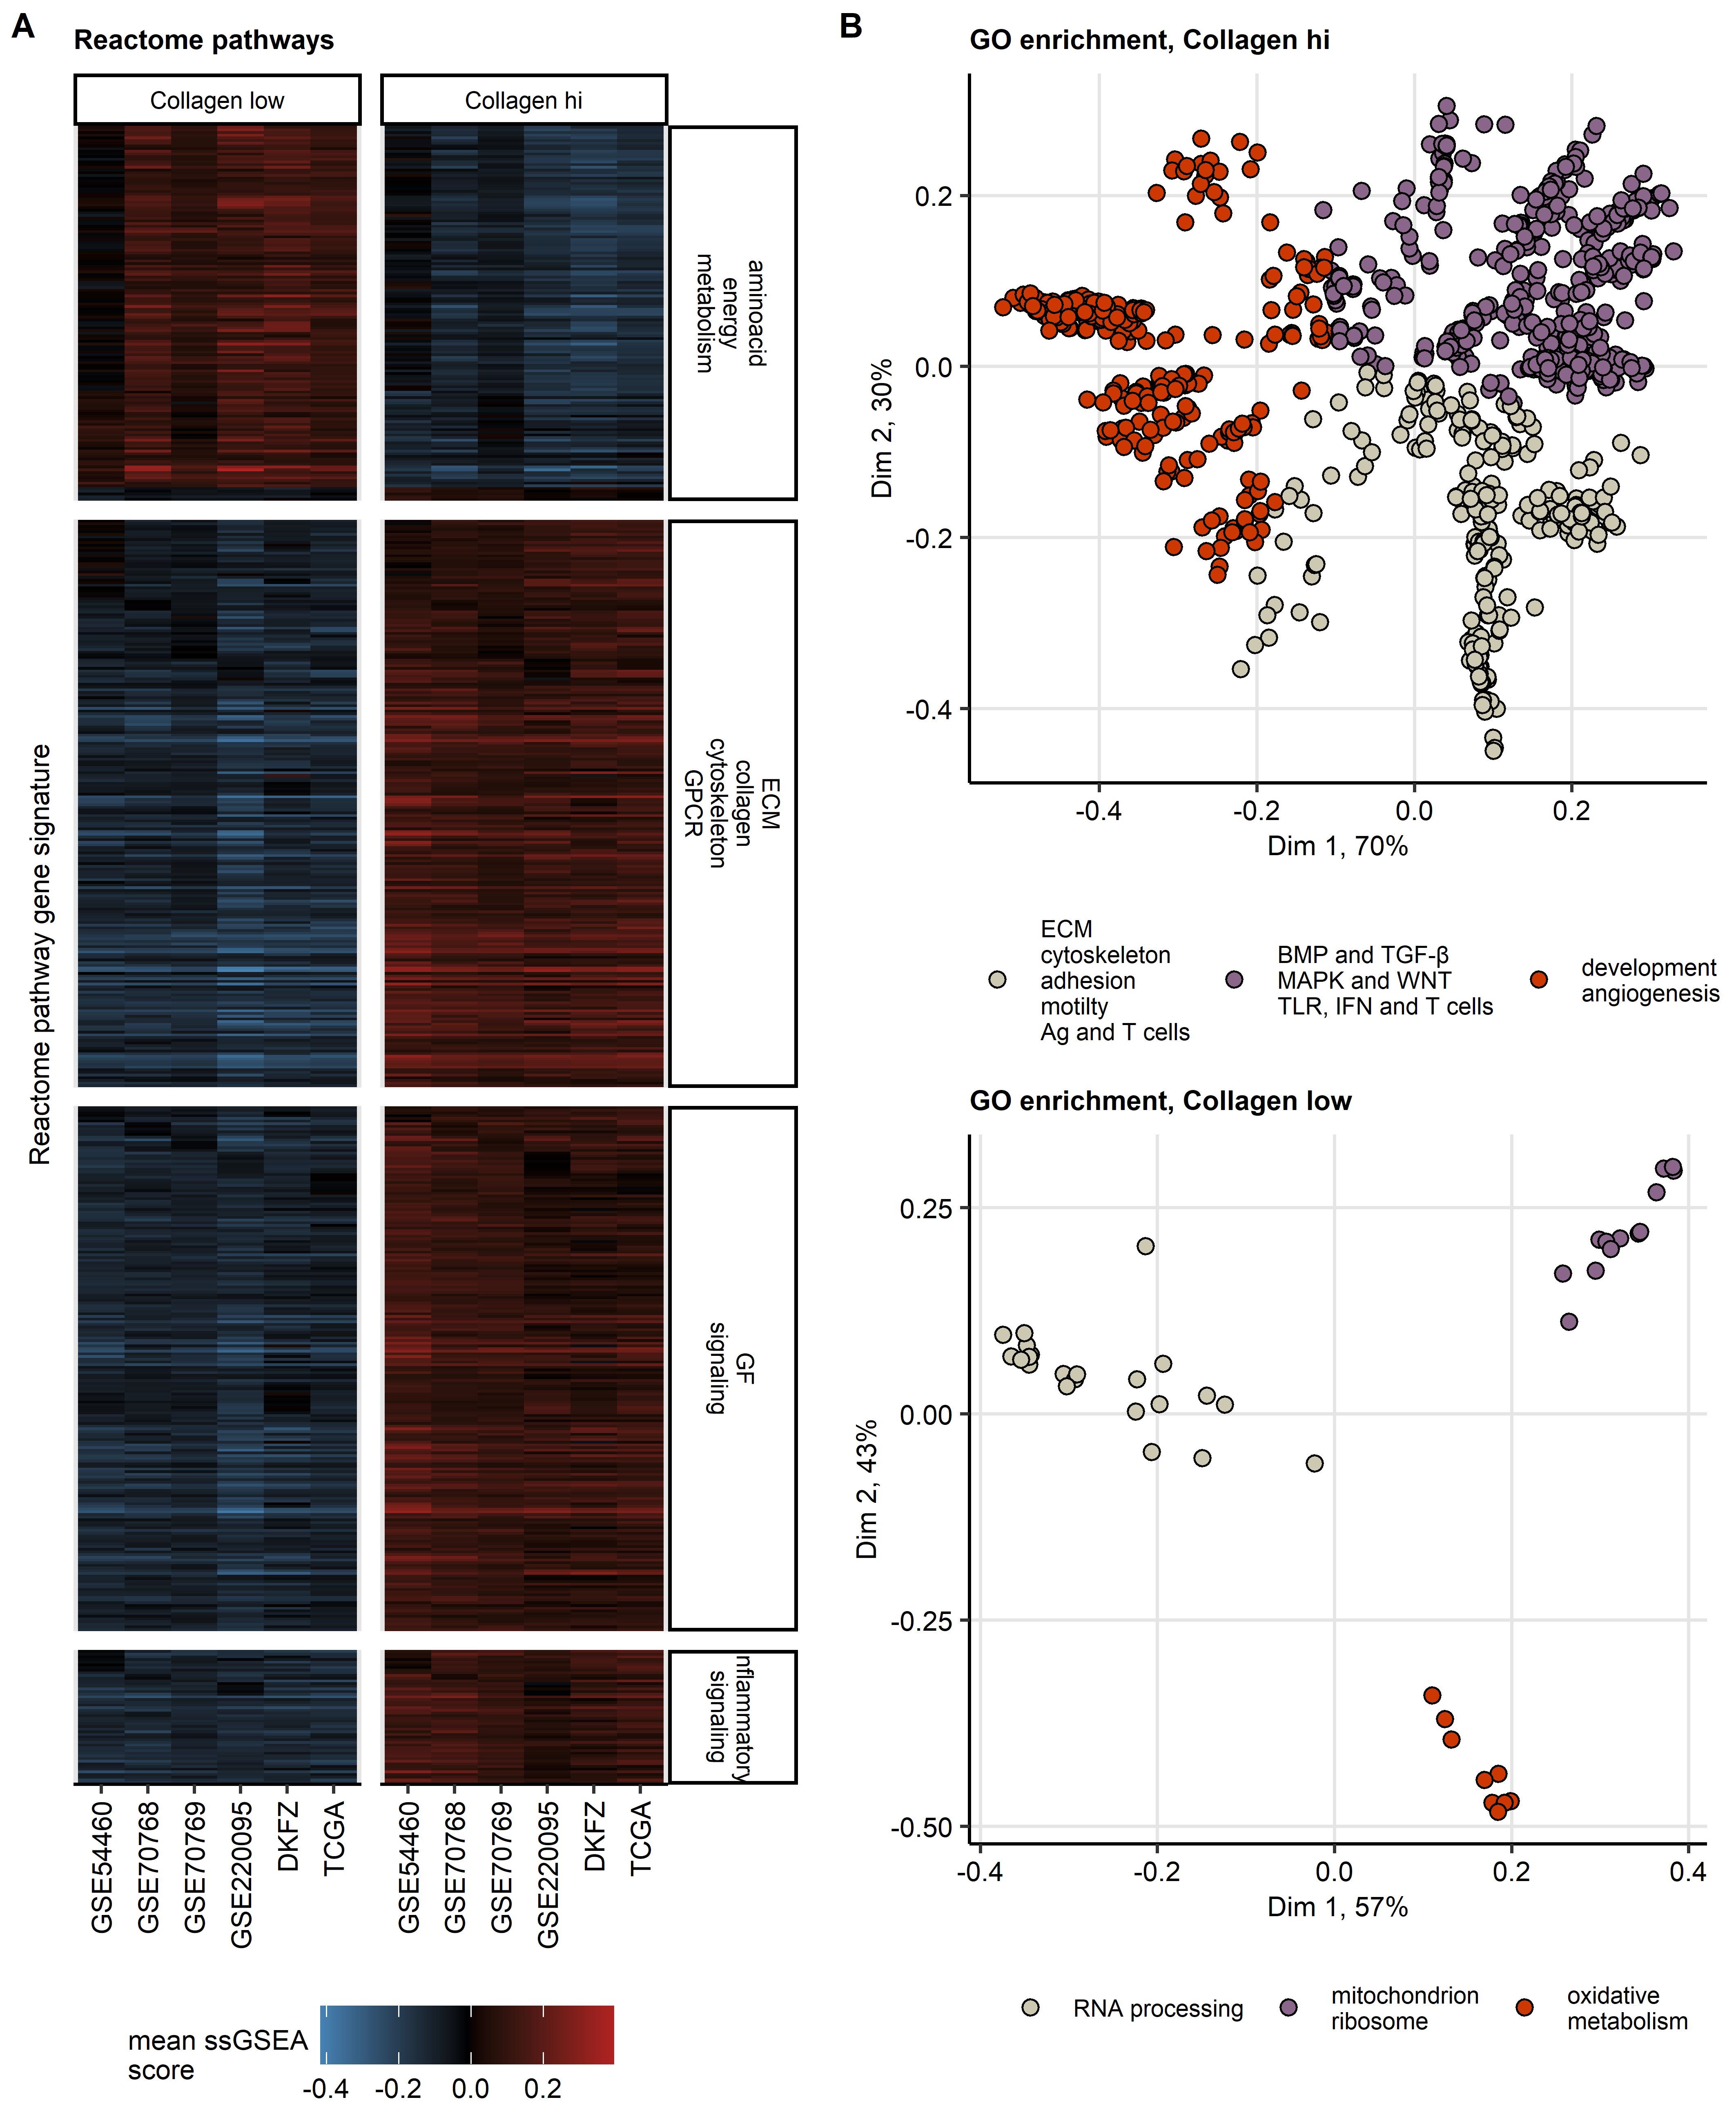 A
Reactome pathways
Collagen low
Collagen hi
aminoacid
energy
metabolism
ECM
collagen
cytoskeleton
GPCR
GF
signaling
nflammatory
signaling
Reactome pathway gene signature
GSE54460
GSE70768
GSE70769
GSE220095
DKFZ
TCGA
GSE54460
GSE70768
GSE70769
GSE220095
DKFZ
TCGA
mean ssGSEA
score
-0.4 -0.2 0.0 0.2
B
GO enrichment, Collagen hi
Dim 2, 30%
0.2
0.0
-0.2
-0.4
-0.4 -0.2 0.0 0.2
Dim 1, 70%
ECM
cytoskeleton
adhesion
motilty
Ag and T cells
BMP and TGF-β
MAPK and WNT
TLR, IFN and T cells
development
angiogenesis
GO enrichment, Collagen low
Dim 2, 43%
0.25
0.00
-0.25
-0.50
-0.4 -0.2 0.0 0.2 0.4
Dim 1, 57%
RNA processing
mitochondrion
ribosome
oxidative
metabolism